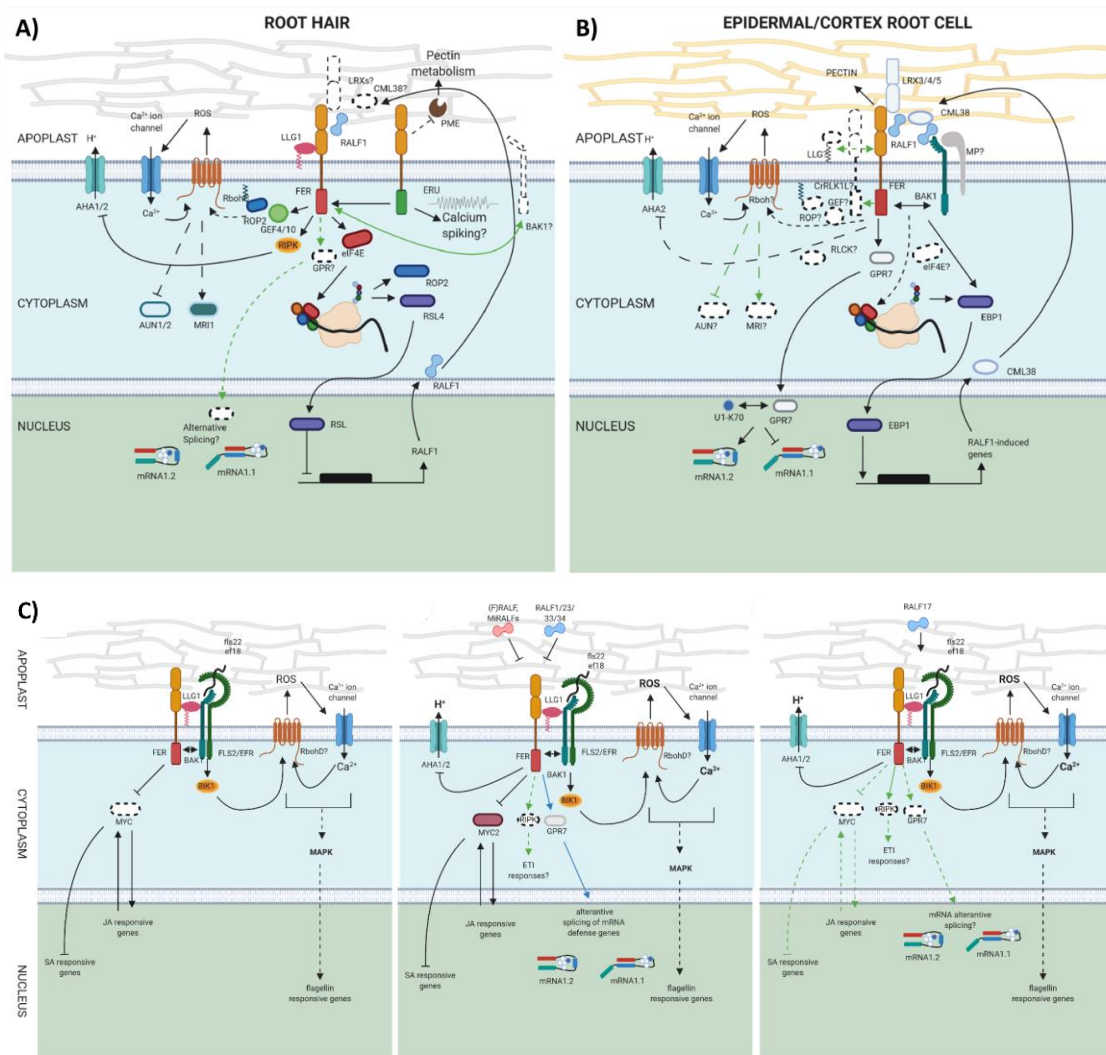 A)
ROOT HAIR
Pectin
metabolism
LRXs?
CML38?
PME
Ca²⁺ ion
channel
ROS
APOPLAST
H⁺
LLG1
RALF1
AHA1/2
Ca²⁺
Rboh?
FER
ERU
ROP2
GEF4/10
Calcium
spiking?
BAK1?
RIPK
GPR?
eIF4E
ROP2
CYTOPLASM
RSL4
AUN1/2
MRI1
RALF1
NUCLEUS
Alternative
Splicing?
RSL
RALF1
mRNA1.2
mRNA1.1
B)
EPIDERMAL/CORTEX ROOT CELL
PECTIN
LRX3/4/5
Ca²⁺ ion
channel
ROS
CML38
APOPLAST
H⁺
RALF1
LLG?
MP?
CrRLK1L?
FER
AHA2
Ca²⁺
Rboh?
GEF?
BAK1
ROP?
RLCK?
eIF4E?
GPR7
CYTOPLASM
AUN?
MRI?
EBP1
CML38
NUCLEUS
U1-K70
GPR7
EBP1
RALF1-induced
genes
mRNA1.2
mRNA1.1
C)
APOPLAST
CYTOPLASM
NUCLEUS
fls22
ef18
ROS
Ca²⁺ ion
channel
LLG1
FER
BAK1
FLS2/EFR
RbohD?
Ca²⁺
BIK1
MYC
MAPK
JA responsive
genes
SA responsive
genes
flagellin
responsive genes
(F)RALF,
MiRALFs
RALF1/23/
33/34
fls22
ef18
ROS
Ca²⁺ ion
channel
H⁺
LLG1
AHA1/2
FER
BAK1
FLS2/EFR
RbohD?
Ca²⁺
BIK1
MYC2
RIPK
GPR7
ETI
responses?
MAPK
JA responsive
genes
alterantive
splicing of mRNA
defense genes
SA responsive
genes
mRNA1.2
mRNA1.1
flagellin
responsive genes
RALF17
fls22
ef18
ROS
Ca²⁺ ion
channel
H⁺
LLG1
AHA1/2
FER
BAK1
FLS2/EFR
RbohD?
Ca²⁺
BIK1
MYC
RIPK
GPR7
ETI
responses?
MAPK
JA responsive
genes
mRNA alterantive
splicing?
SA responsive
genes
mRNA1.2
mRNA1.1
flagellin
responsive genes